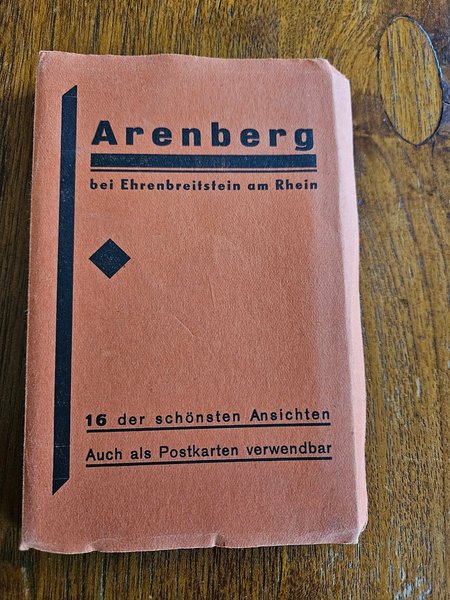 Arenberg
bei Ehrenbreitstein am Rhein
16 der schönsten Ansichten
Auch als Postkarten verwendbar